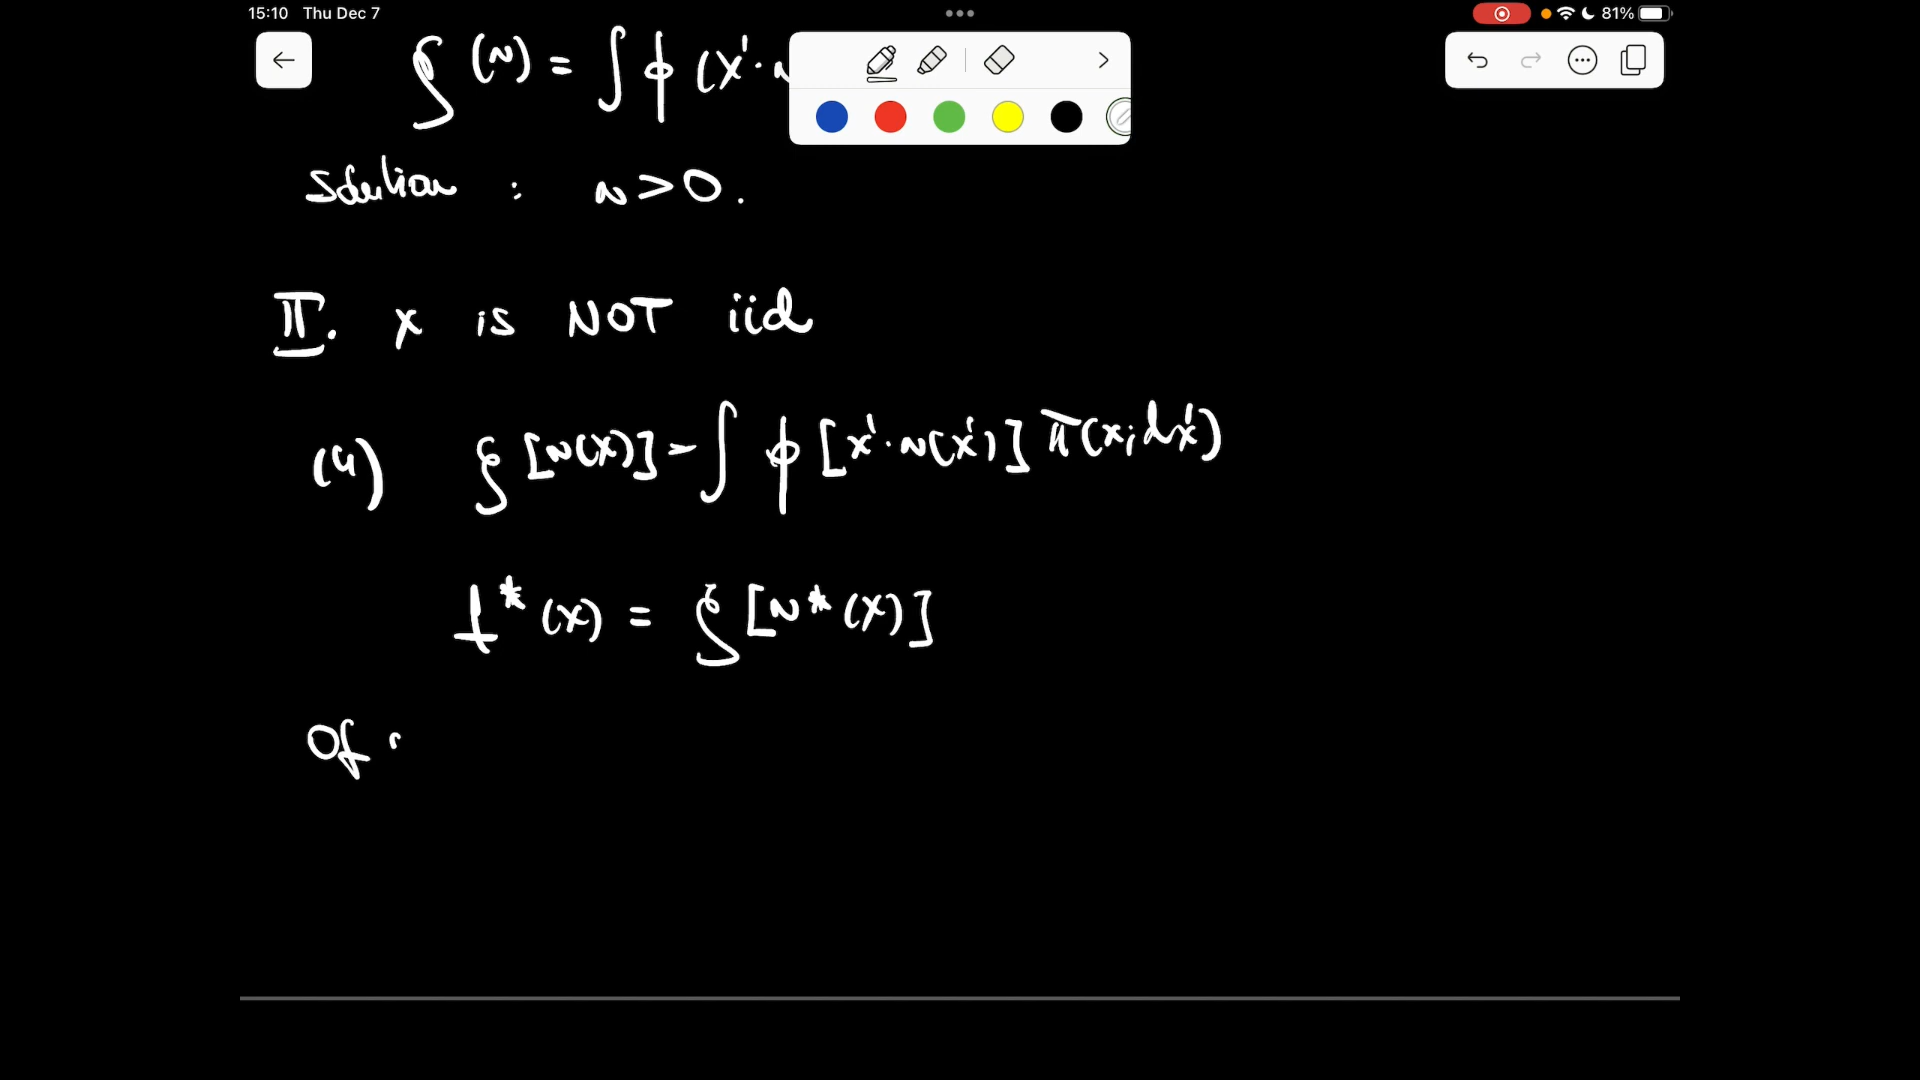 15:10 Thu Dec 7
81%
ξ(n) = ∫ φ (x'·n
Solution : n > 0.
II. x is NOT iid
(4) ξ[n(x)] = ∫ φ [x'·n(x')] π(x, dx')
f*(x) = ξ[n*(x)]
Of